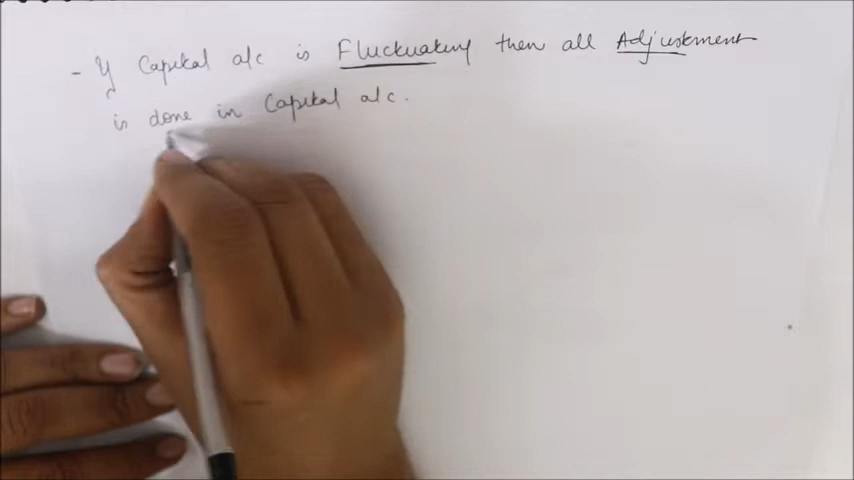 - If Capital a/c is Fluctuating then all Adjustment
is done in Capital a/c.